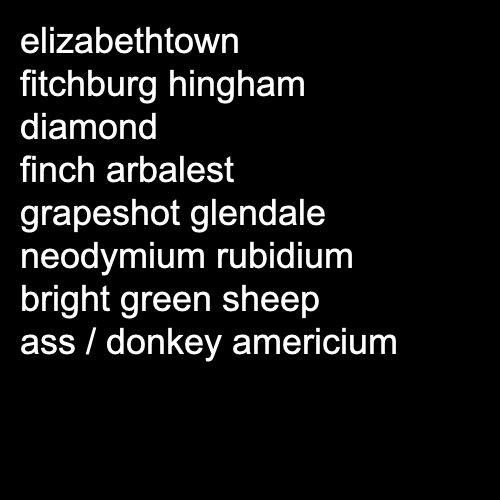 elizabethtown
fitchburg hingham
diamond
finch arbalest
grapeshot glendale
neodymium rubidium
bright green sheep
ass / donkey americium